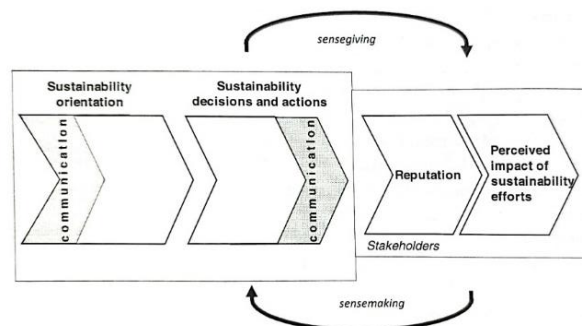 sensegiving
Sustainability
orientation
Sustainability
decisions and actions
communication
communication
Reputation
Perceived
impact of
sustainability
efforts
Stakeholders
sensemaking